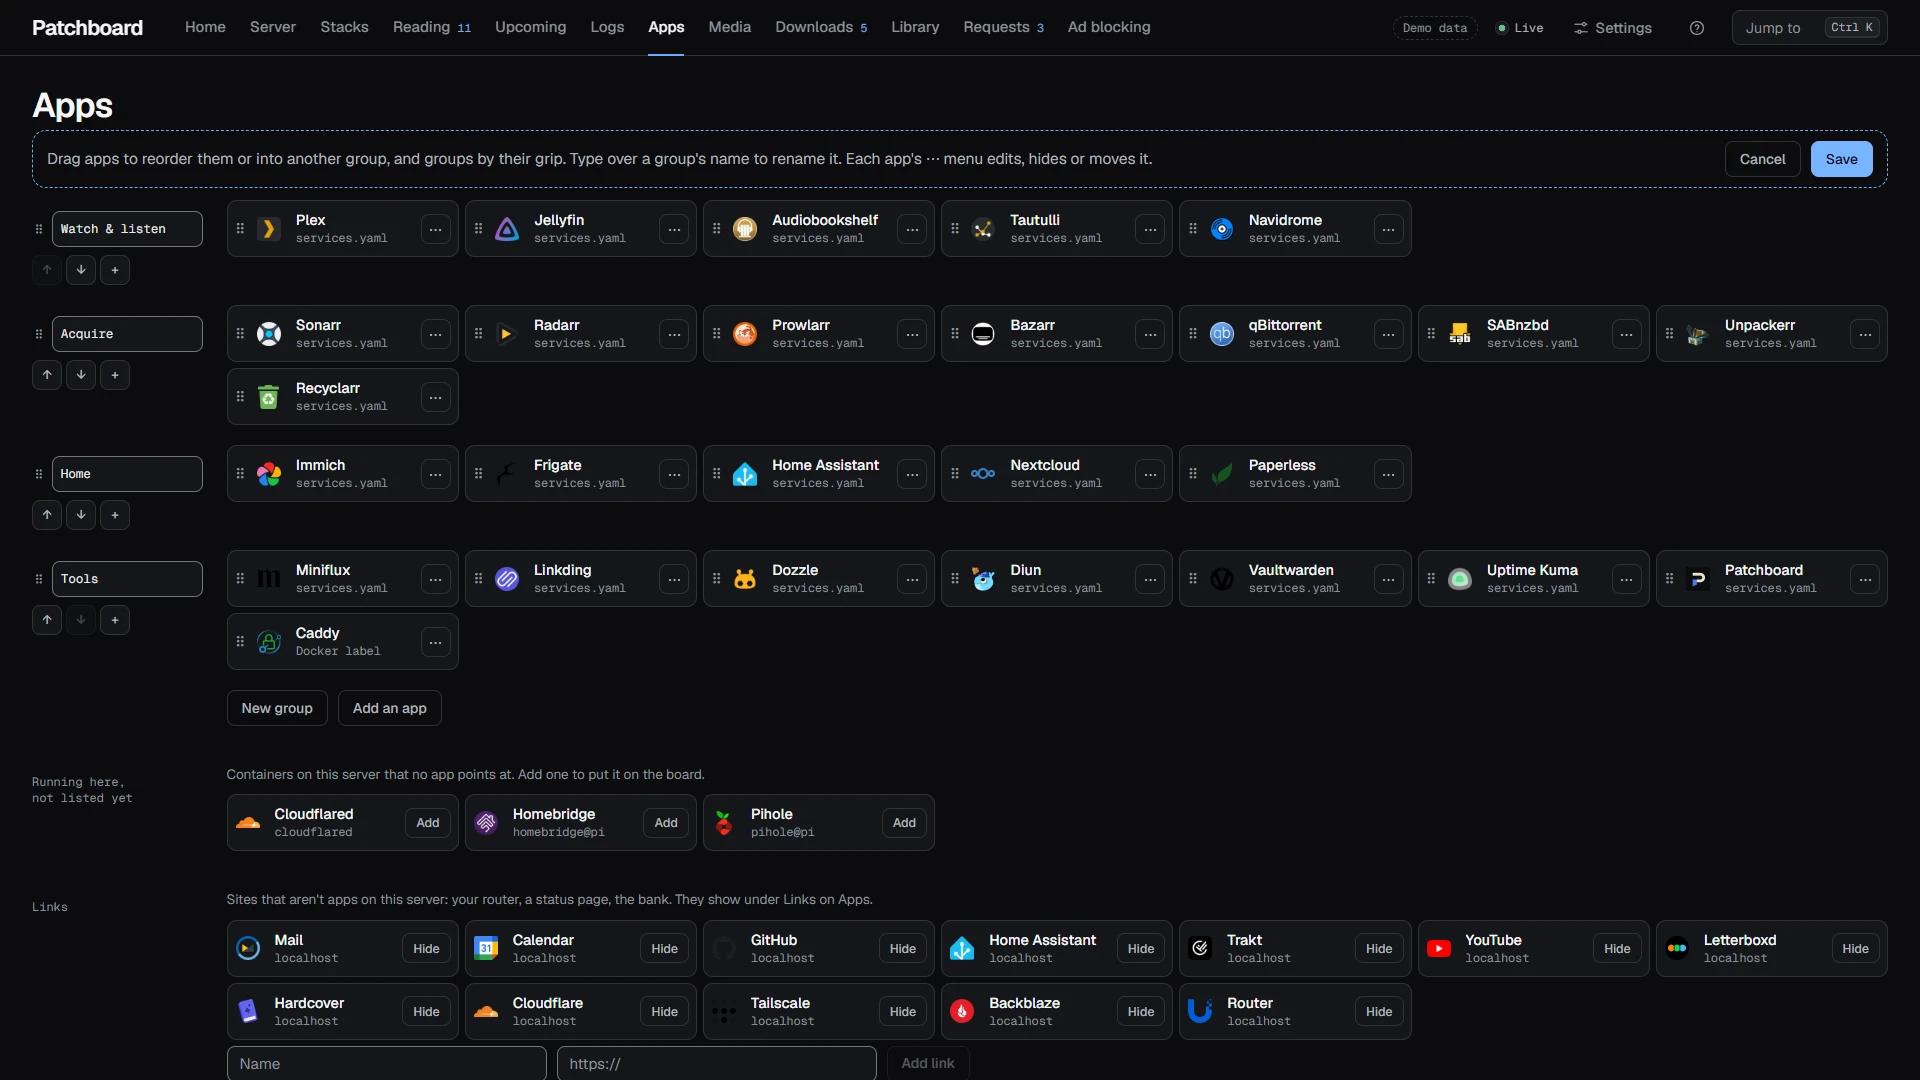 Patchboard Home Server Stacks Reading 11 Upcoming Logs Apps Media Downloads 5 Library Requests 3 Ad blocking Demo data Live Settings Jump to Ctrl K
Apps
Drag apps to reorder them or into another group, and groups by their grip. Type over a group's name to rename it. Each app's ··· menu edits, hides or moves it. Cancel Save
Watch & listen
Plex Jellyfin Audiobookshelf Tautulli Navidrome
services.yaml services.yaml services.yaml services.yaml services.yaml
Acquire
Sonarr Radarr Prowlarr Bazarr qBittorrent SABnzbd Unpackerr
services.yaml services.yaml services.yaml services.yaml services.yaml services.yaml services.yaml
Recyclarr
services.yaml
Home
Immich Frigate Home Assistant Nextcloud Paperless
services.yaml services.yaml services.yaml services.yaml services.yaml
Tools
Miniflux Linkding Dozzle Diun Vaultwarden Uptime Kuma Patchboard
services.yaml services.yaml services.yaml services.yaml services.yaml services.yaml services.yaml
Caddy
Docker label
New group Add an app
Running here,
not listed yet
Containers on this server that no app points at. Add one to put it on the board.
Cloudflared Add Homebridge Add Pihole Add
cloudflared homebridge@pi pihole@pi
Links
Sites that aren't apps on this server: your router, a status page, the bank. They show under Links on Apps.
Mail Hide Calendar Hide GitHub Hide Home Assistant Hide Trakt Hide YouTube Hide Letterboxd Hide
localhost localhost localhost localhost localhost localhost localhost
Hardcover Hide Cloudflare Hide Tailscale Hide Backblaze Hide Router Hide
localhost localhost localhost localhost localhost
Name https:// Add link